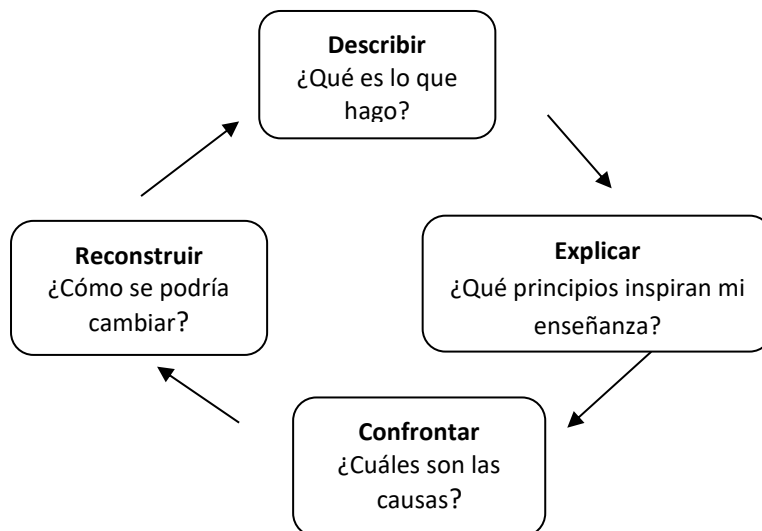 Describir
¿Qué es lo que
hago?
Explicar
¿Qué principios inspiran mi
enseñanza?
Confrontar
¿Cuáles son las
causas?
Reconstruir
¿Cómo se podría
cambiar?